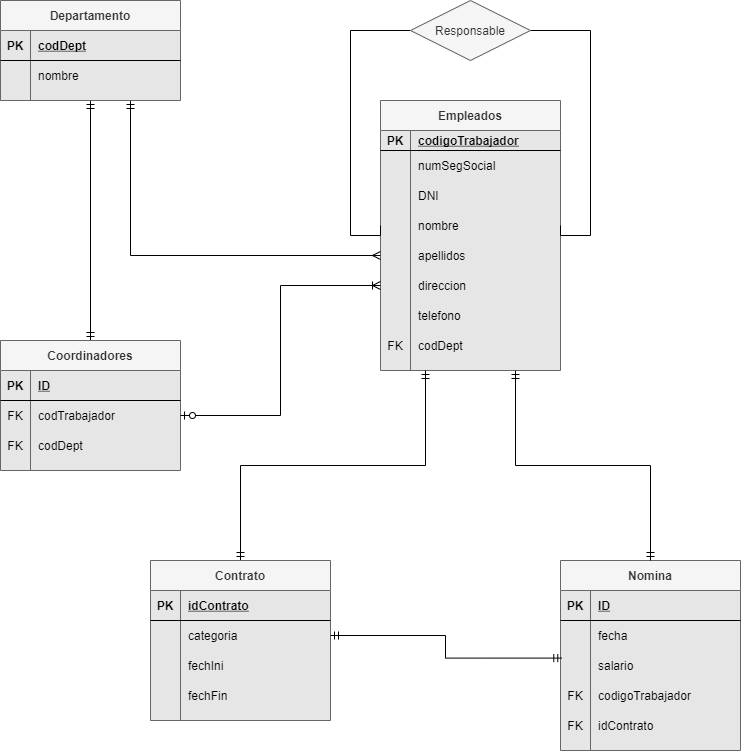 Departamento
PK codDept
nombre
Responsable
Empleados
PK codigoTrabajador
numSegSocial
DNI
nombre
apellidos
direccion
telefono
FK codDept
Coordinadores
PK ID
FK codTrabajador
FK codDept
Contrato
PK idContrato
categoria
fechIni
fechFin
Nomina
PK ID
fecha
salario
FK codigoTrabajador
FK idContrato